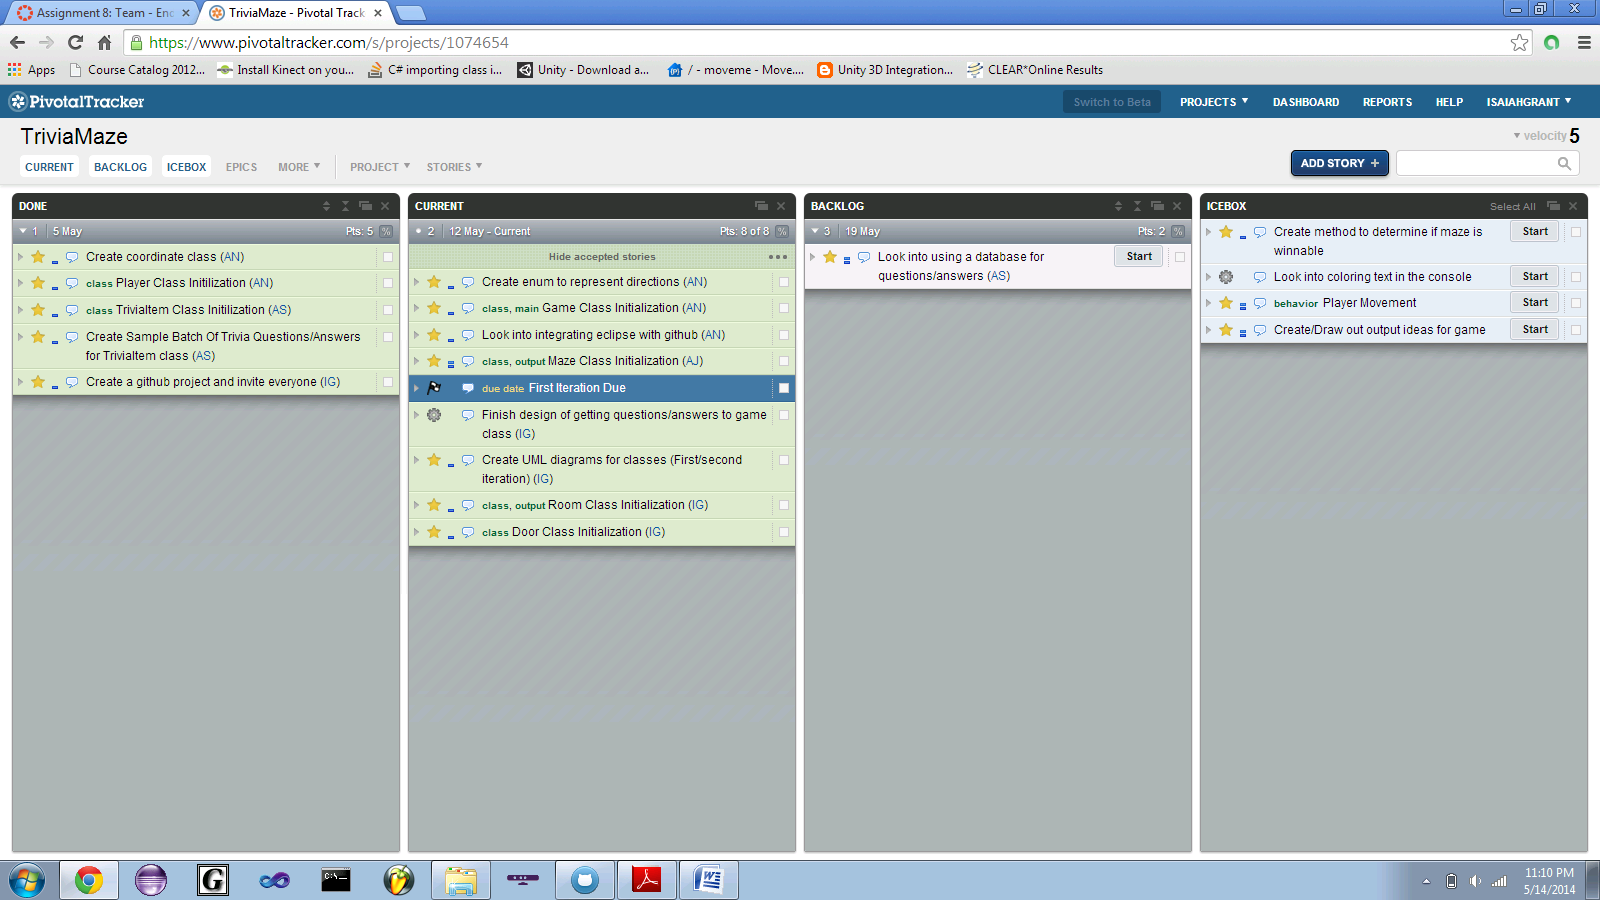 Assignment 8: Team - Enc
TriviaMaze - Pivotal Track
https://www.pivotaltracker.com/s/projects/1074654
Apps
Course Catalog 2012...
Install Kinect on you...
C# importing class i...
Unity - Download a...
/ - moveme - Move....
Unity 3D Integration...
CLEAR*Online Results
PivotalTracker
Switch to Beta
PROJECTS
DASHBOARD
REPORTS
HELP
ISAIAHGRANT
TriviaMaze
velocity 5
CURRENT
BACKLOG
ICEBOX
EPICS
MORE
PROJECT
STORIES
ADD STORY +
DONE
1 5 May Pts: 5 %
Create coordinate class (AN)
class Player Class Initilization (AN)
class TriviaItem Class Initilization (AS)
Create Sample Batch Of Trivia Questions/Answers
for TriviaItem class (AS)
Create a github project and invite everyone (IG)
CURRENT
2 12 May - Current Pts: 8 of 8 %
Hide accepted stories
Create enum to represent directions (AN)
class, main Game Class Initialization (AN)
Look into integrating eclipse with github (AN)
class, output Maze Class Initialization (AJ)
due date First Iteration Due
Finish design of getting questions/answers to game
class (IG)
Create UML diagrams for classes (First/second
iteration) (IG)
class, output Room Class Initialization (IG)
class Door Class Initialization (IG)
BACKLOG
3 19 May Pts: 2 %
Look into using a database for
questions/answers (AS)
Start
ICEBOX
Select All
Create method to determine if maze is
winnable
Start
Look into coloring text in the console
Start
behavior Player Movement
Start
Create/Draw out output ideas for game
Start
G
C:\_
W
11:10 PM
5/14/2014